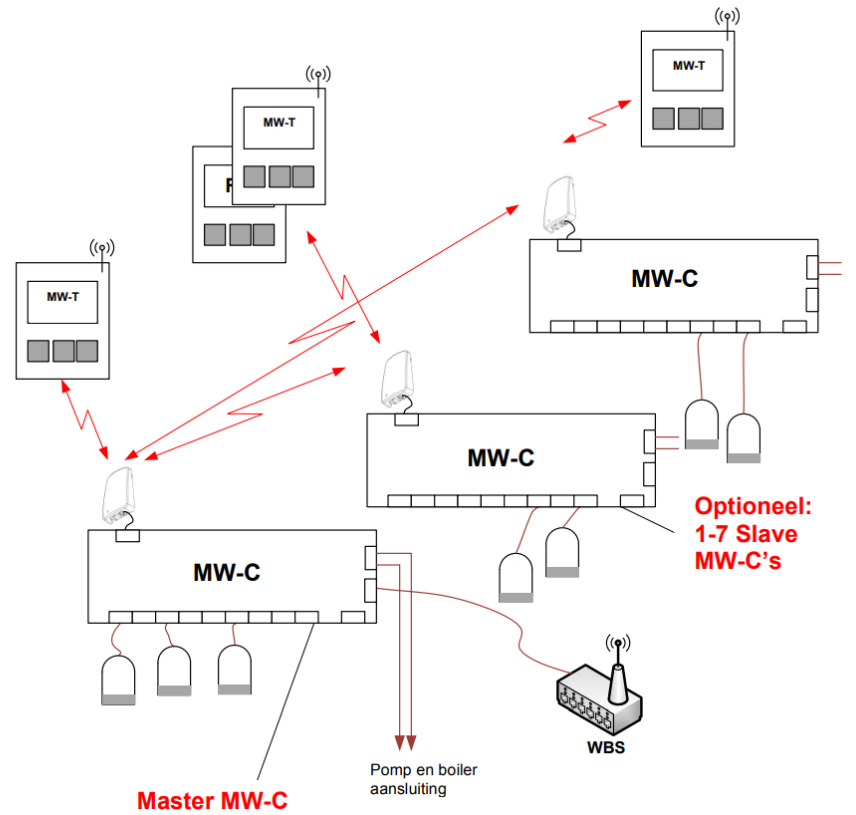 MW-T
MW-T
MW-T
MW-C
MW-C
Optioneel:
1-7 Slave
MW-C's
MW-C
WBS
Pomp en boiler
aansluiting
Master MW-C